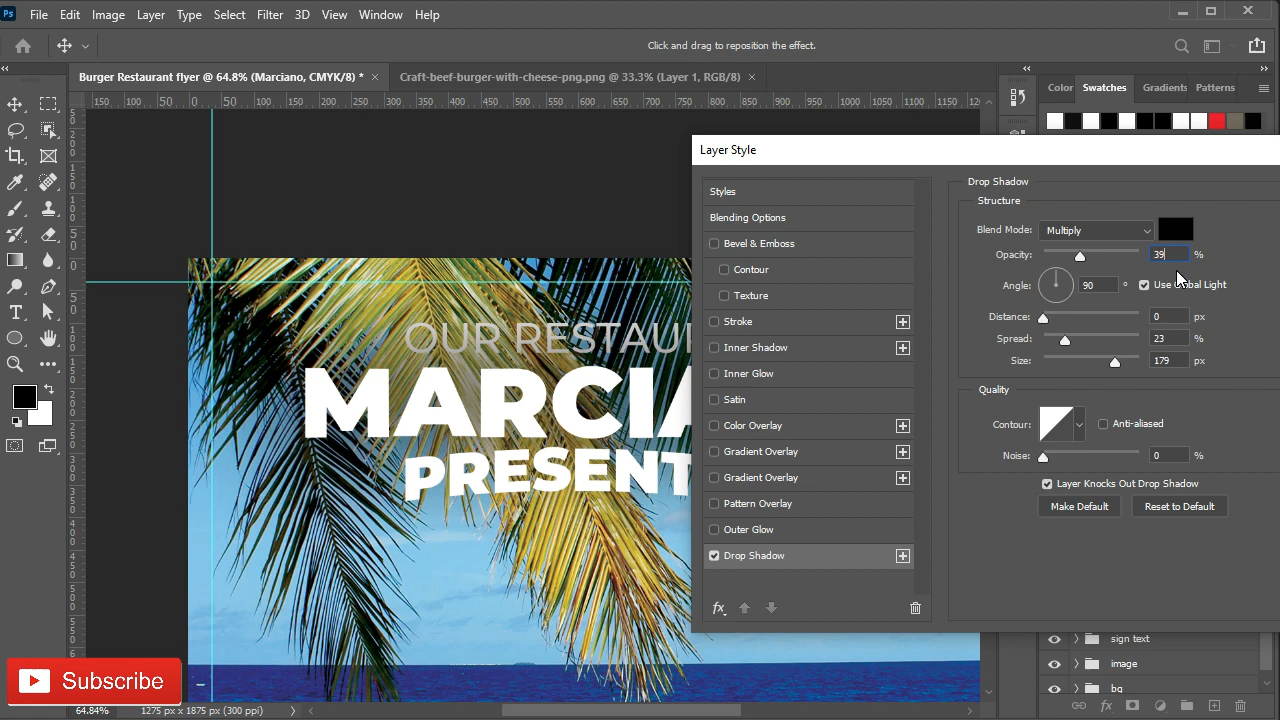 Ps File Edit Image Layer Type Select Filter 3D View Window Help
Click and drag to reposition the effect.
Burger Restaurant flyer @ 64.8% (Marciano, CMYK/8) * ×
Craft-beef-burger-with-cheese-png.png @ 33.3% (Layer 1, RGB/8) ×
Color Swatches Gradients Patterns
150 100 50 0 50 100 150 200 250 300 350 400 450 500 550 600 650 700 750 800 850 900 950 1000 1050 1100 1150
OUR RESTAU
MARCIA
PRESENT
Layer Style
Styles
Blending Options
Bevel & Emboss
Contour
Texture
Stroke
Inner Shadow
Inner Glow
Satin
Color Overlay
Gradient Overlay
Gradient Overlay
Pattern Overlay
Outer Glow
Drop Shadow
fx
Drop Shadow
Structure
Blend Mode: Multiply
Opacity: 39 %
Angle: 90 ° Use Global Light
Distance: 0 px
Spread: 23 %
Size: 179 px
Quality
Contour: Anti-aliased
Noise: 0 %
Layer Knocks Out Drop Shadow
Make Default Reset to Default
sign text
image
bg
fx
Subscribe
64.84% 1275 px x 1875 px (300 ppi)